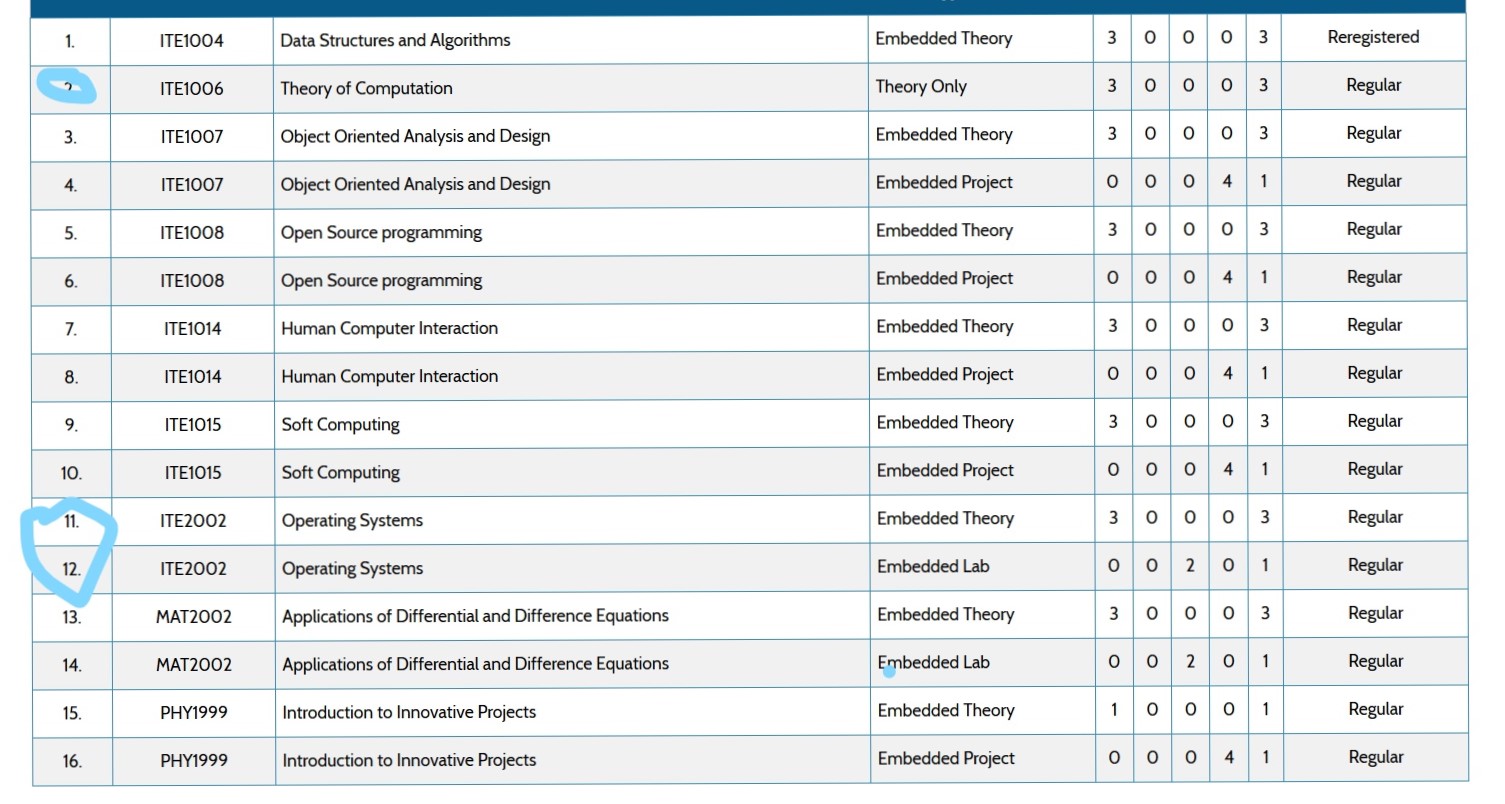 1. ITE1004 Data Structures and Algorithms Embedded Theory 3 0 0 0 3 Reregistered
2. ITE1006 Theory of Computation Theory Only 3 0 0 0 3 Regular
3. ITE1007 Object Oriented Analysis and Design Embedded Theory 3 0 0 0 3 Regular
4. ITE1007 Object Oriented Analysis and Design Embedded Project 0 0 0 4 1 Regular
5. ITE1008 Open Source programming Embedded Theory 3 0 0 0 3 Regular
6. ITE1008 Open Source programming Embedded Project 0 0 0 4 1 Regular
7. ITE1014 Human Computer Interaction Embedded Theory 3 0 0 0 3 Regular
8. ITE1014 Human Computer Interaction Embedded Project 0 0 0 4 1 Regular
9. ITE1015 Soft Computing Embedded Theory 3 0 0 0 3 Regular
10. ITE1015 Soft Computing Embedded Project 0 0 0 4 1 Regular
11. ITE2002 Operating Systems Embedded Theory 3 0 0 0 3 Regular
12. ITE2002 Operating Systems Embedded Lab 0 0 2 0 1 Regular
13. MAT2002 Applications of Differential and Difference Equations Embedded Theory 3 0 0 0 3 Regular
14. MAT2002 Applications of Differential and Difference Equations Embedded Lab 0 0 2 0 1 Regular
15. PHY1999 Introduction to Innovative Projects Embedded Theory 1 0 0 0 1 Regular
16. PHY1999 Introduction to Innovative Projects Embedded Project 0 0 0 4 1 Regular